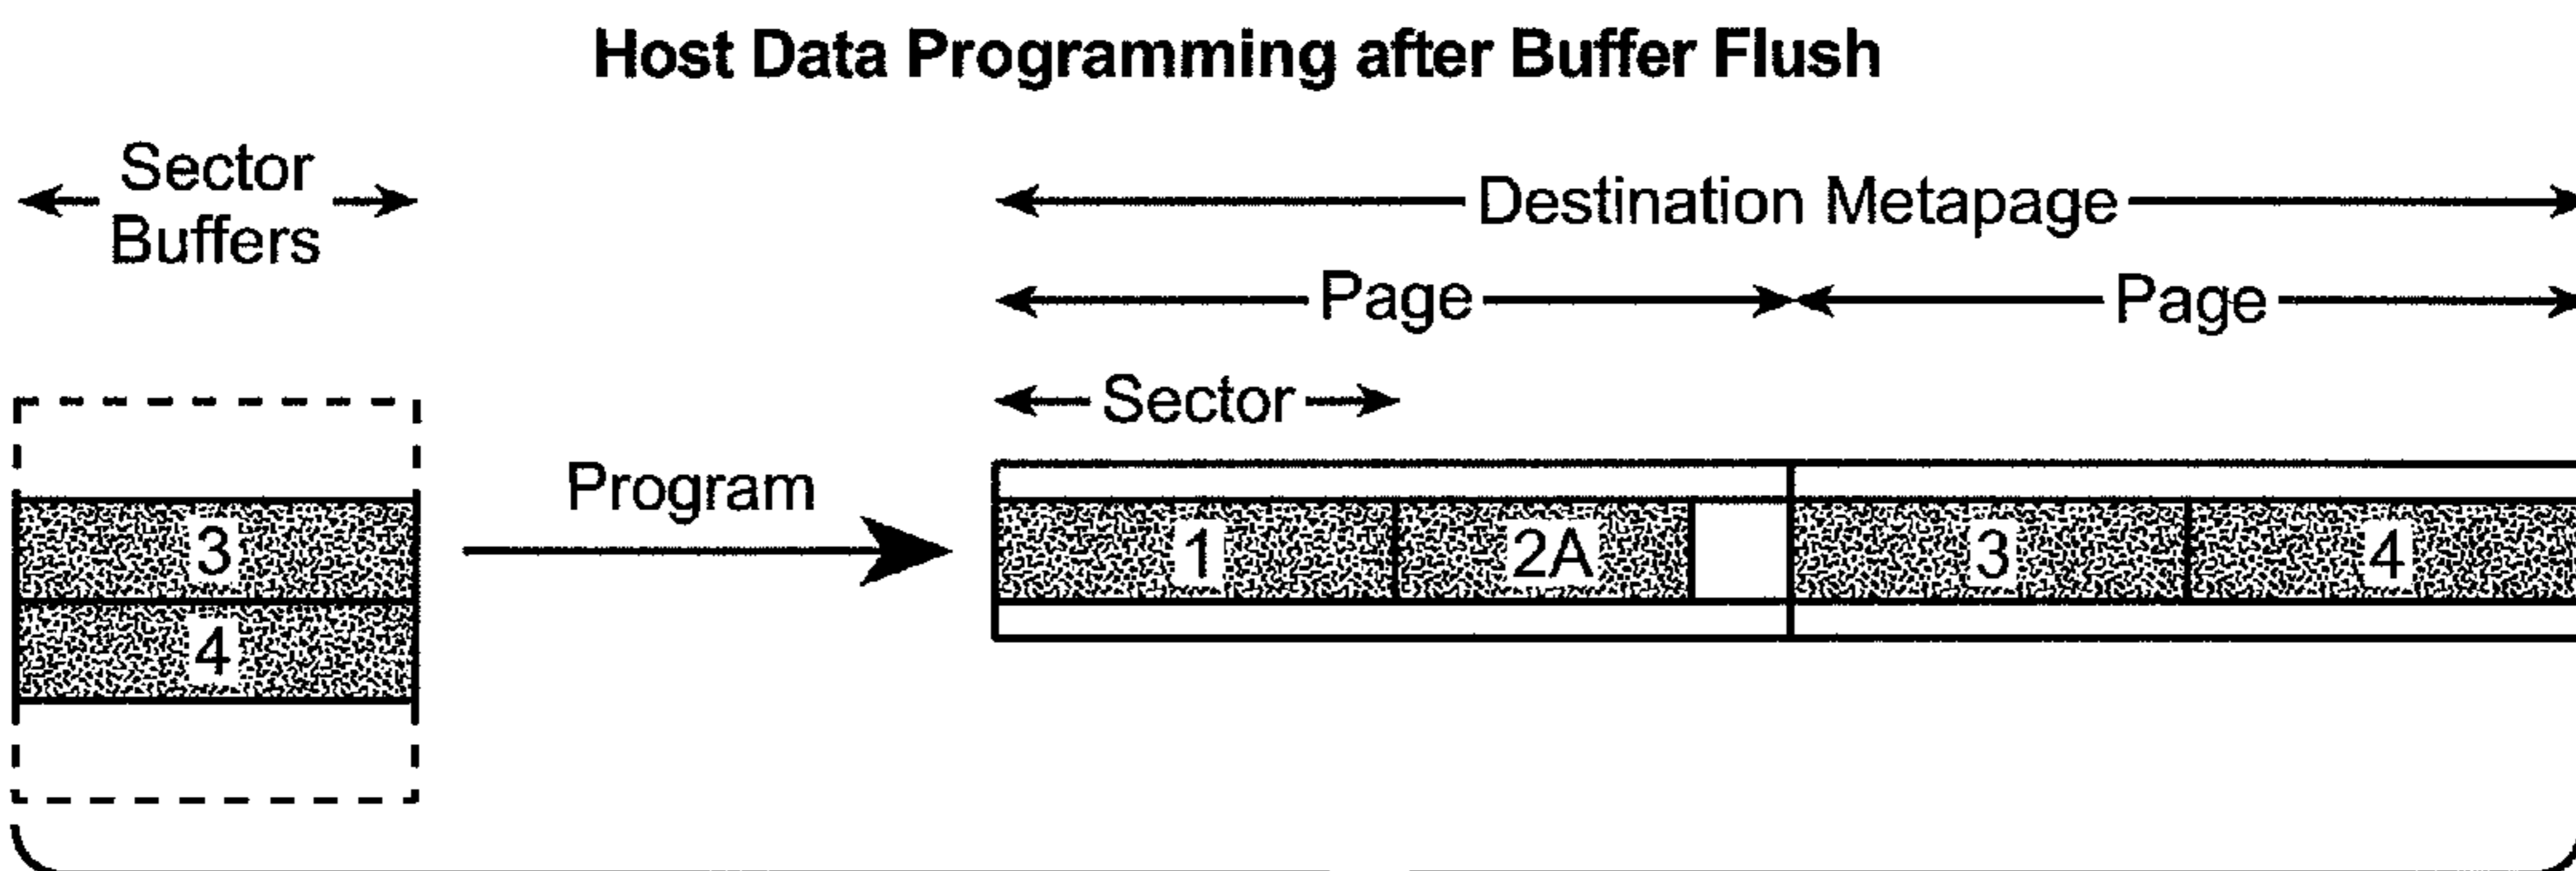 Host Data Programming after Buffer Flush
Sector
Buffers
Destination Metapage
Page
Page
Sector
Program
3
4
1
2A
3
4